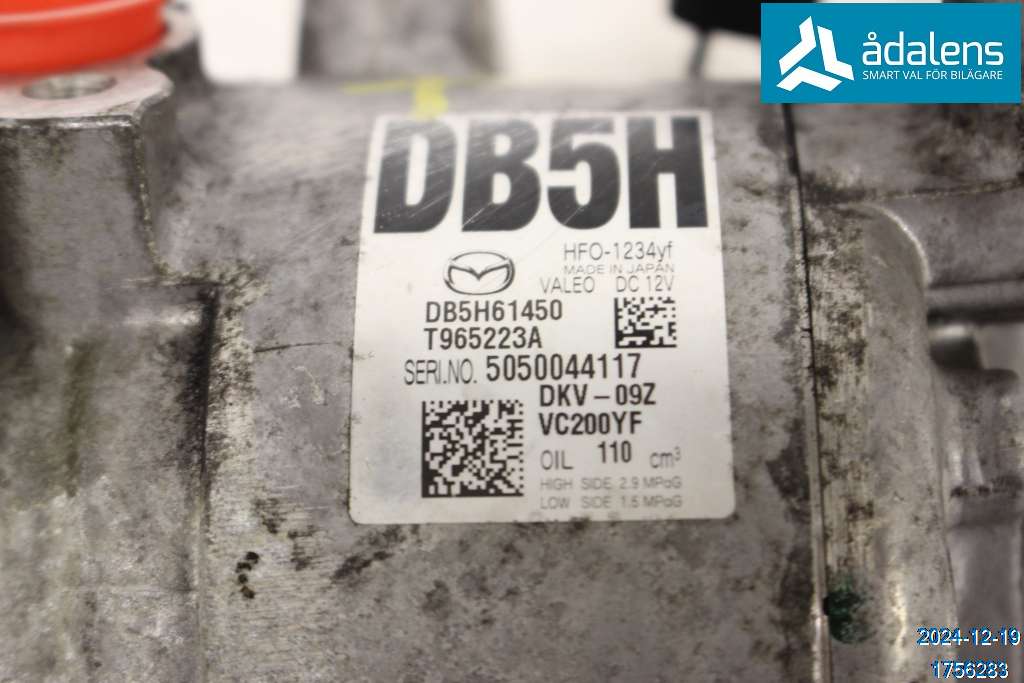 ådalens
SMART VAL FÖR BILÄGARE
DB5H
HFO-1234yf
MADE IN JAPAN
VALEO DC 12V
DB5H61450
T965223A
SERI.NO. 5050044117
DKV-09Z
VC200YF
OIL 110 cm³
HIGH SIDE 2.9 MPaG
LOW SIDE 1.5 MPaG
2024-12-19
1756283